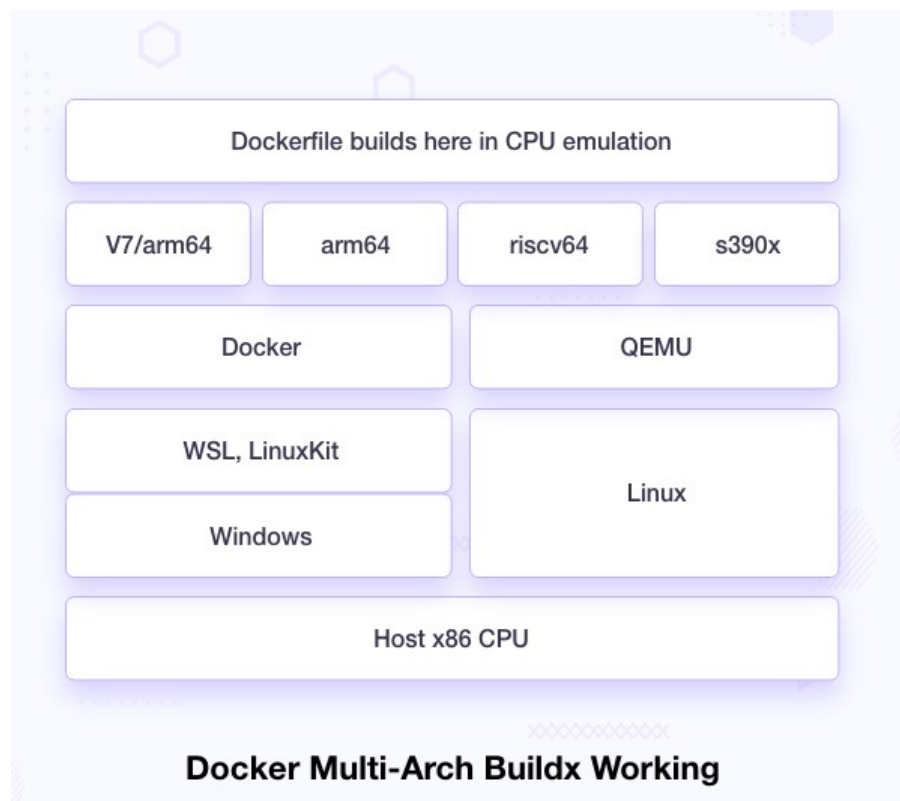 Dockerfile builds here in CPU emulation
V7/arm64
arm64
riscv64
s390x
Docker
QEMU
WSL, LinuxKit
Linux
Windows
Host x86 CPU
Docker Multi-Arch Buildx Working